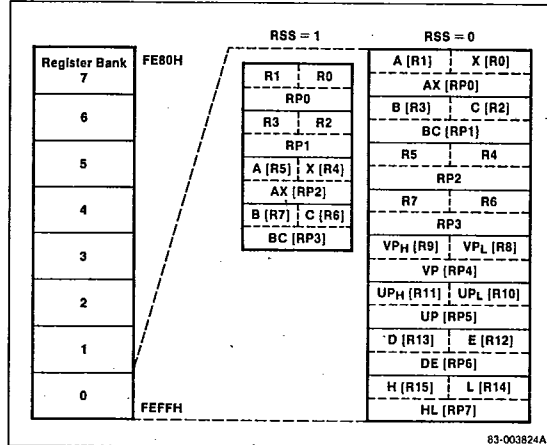 RSS = 1
RSS = 0
Register Bank
7
FE80H
6
5
4
3
2
1
0
FEFFH
R1 R0
RP0
R3 R2
RP1
A [R5] X [R4]
AX [RP2]
B [R7] C [R6]
BC [RP3]
A [R1] X [R0]
AX [RP0]
B [R3] C [R2]
BC [RP1]
R5 R4
RP2
R7 R6
RP3
VPH [R9] VPL [R8]
VP [RP4]
UPH [R11] UPL [R10]
UP [RP5]
D [R13] E [R12]
DE [RP6]
H [R15] L [R14]
HL [RP7]
83-003824A